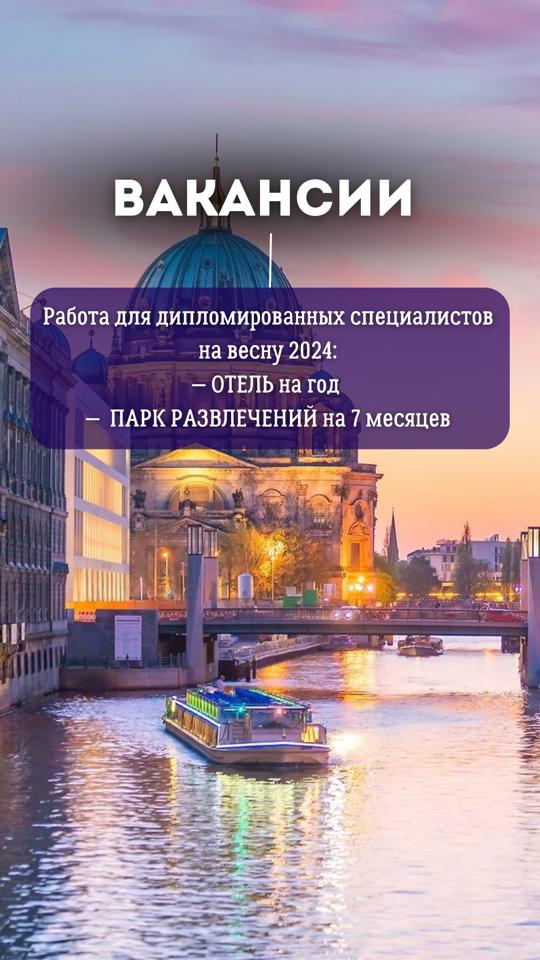 ВАКАНСИИ
Работа для дипломированных специалистов
на весну 2024:
— ОТЕЛЬ на год
— ПАРК РАЗВЛЕЧЕНИЙ на 7 месяцев